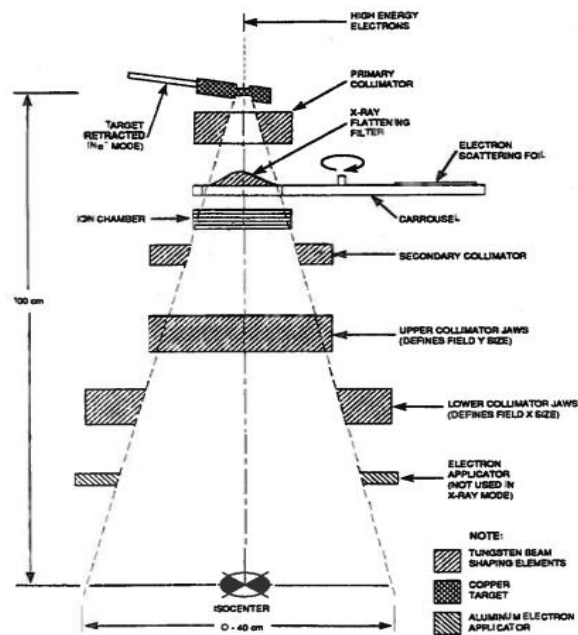 HIGH ENERGY
ELECTRONS
PRIMARY
COLLIMATOR
X-RAY
FLATTENING
FILTER
TARGET
(RETRACTED
IN e⁻ MODE)
ELECTRON
SCATTERING FOIL
ION CHAMBER
CARROUSEL
SECONDARY COLLIMATOR
100 cm
UPPER COLLIMATOR JAWS
(DEFINES FIELD Y SIZE)
LOWER COLLIMATOR JAWS
(DEFINES FIELD X SIZE)
ELECTRON
APPLICATOR
(NOT USED IN
X-RAY MODE)
NOTE:
TUNGSTEN BEAM
SHAPING ELEMENTS
COPPER
TARGET
ALUMINUM ELECTRON
APPLICATOR
ISOCENTER
O - 40 cm